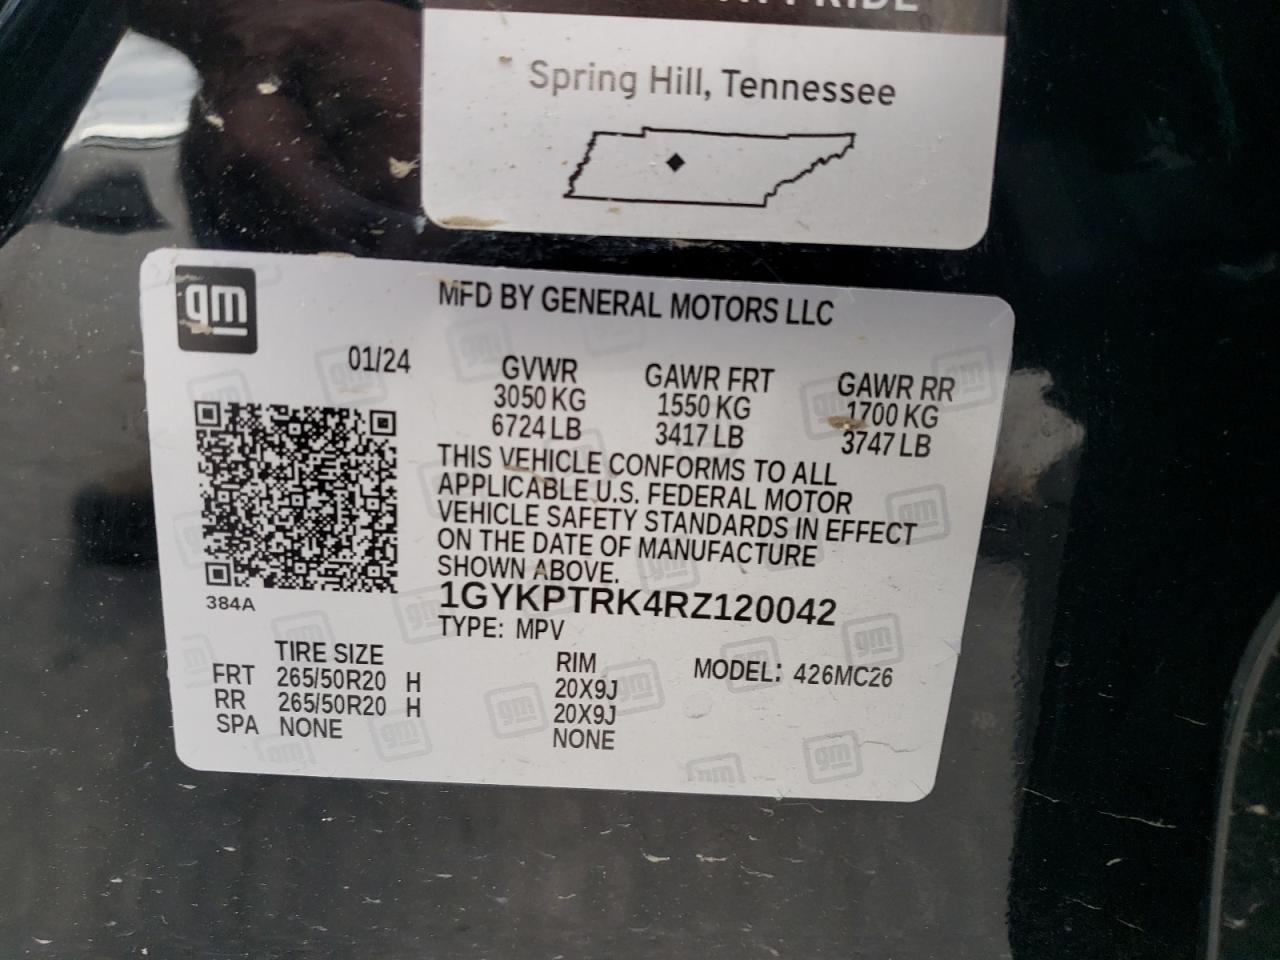 RIDE
Spring Hill, Tennessee
gm
MFD BY GENERAL MOTORS LLC
01/24
GVWR GAWR FRT GAWR RR
3050 KG 1550 KG 1700 KG
6724 LB 3417 LB 3747 LB
THIS VEHICLE CONFORMS TO ALL
APPLICABLE U.S. FEDERAL MOTOR
VEHICLE SAFETY STANDARDS IN EFFECT
ON THE DATE OF MANUFACTURE
SHOWN ABOVE.
384A
1GYKPTRK4RZ120042
TYPE: MPV
TIRE SIZE RIM MODEL: 426MC26
FRT 265/50R20 H 20X9J
RR 265/50R20 H 20X9J
SPA NONE NONE